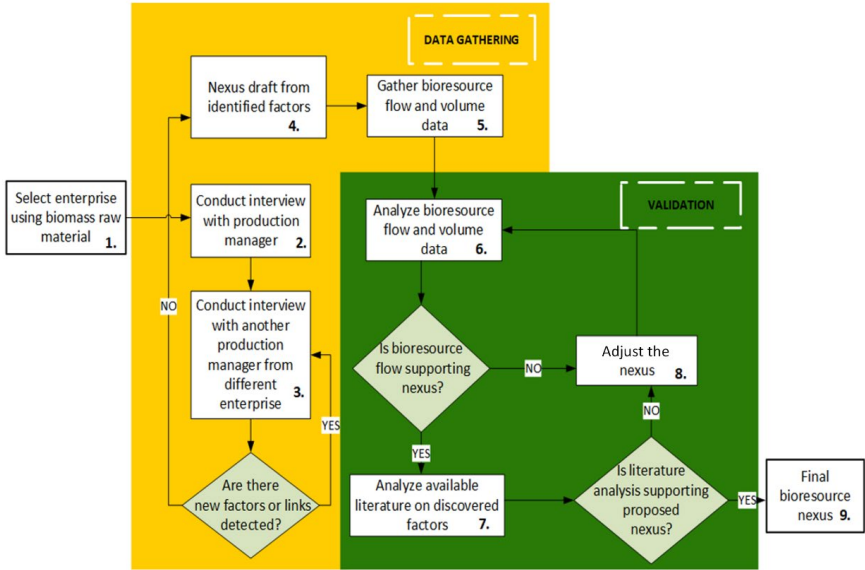 DATA GATHERING
Nexus draft from
identified factors
4.
Gather bioresource
flow and volume
data
5.
Select enterprise
using biomass raw
material 1.
Conduct interview
with production
manager 2.
Analyze bioresource
flow and volume
data 6.
VALIDATION
NO
Conduct interview
with another
production
manager from
different
enterprise 3.
YES
Is bioresource
flow supporting
nexus?
NO
Adjust the
nexus 8.
NO
YES
Are there
new factors or links
detected?
Analyze available
literature on discovered
factors 7.
Is literature
analysis supporting
proposed
nexus?
YES
Final
bioresource
nexus 9.